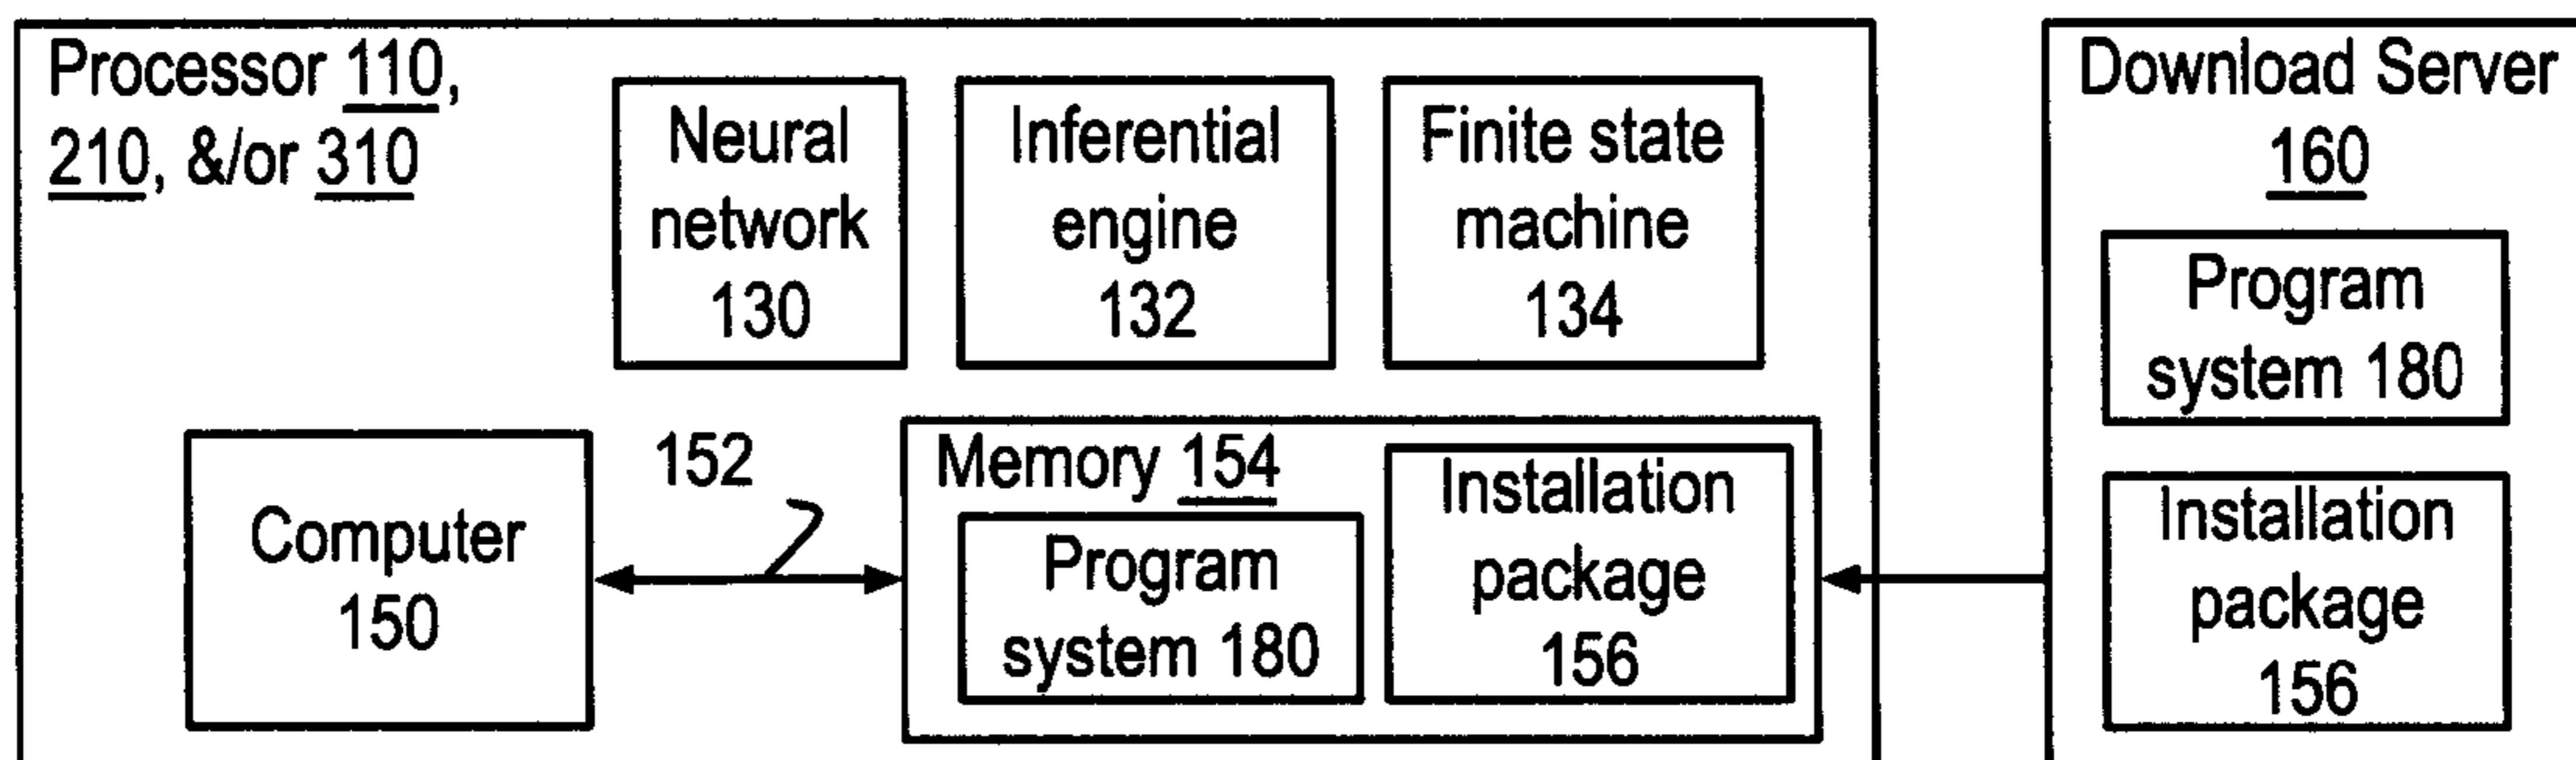 Processor 110,
210, &/or 310
Neural
network
130
Inferential
engine
132
Finite state
machine
134
Computer
150
152
Memory 154
Program
system 180
Installation
package
156
Download Server
160
Program
system 180
Installation
package
156